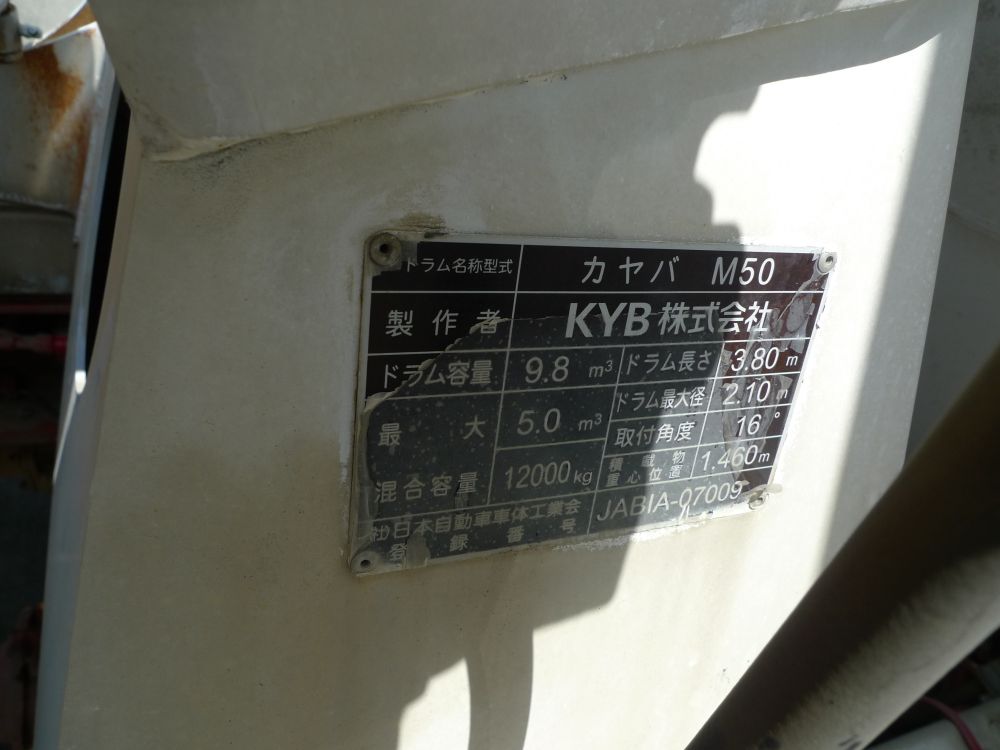 ドラム名称型式 カヤバ M50
製作者 KYB 株式会社
ドラム容量 9.8 m³ ドラム長さ 3.80 m
ドラム最大径 2.10 m
最大 5.0 m³ 取付角度 16°
混合容量 12000 kg 積載物重心位置 1.460 m
(社)日本自動車車体工業会
登録番号 JABIA-07009